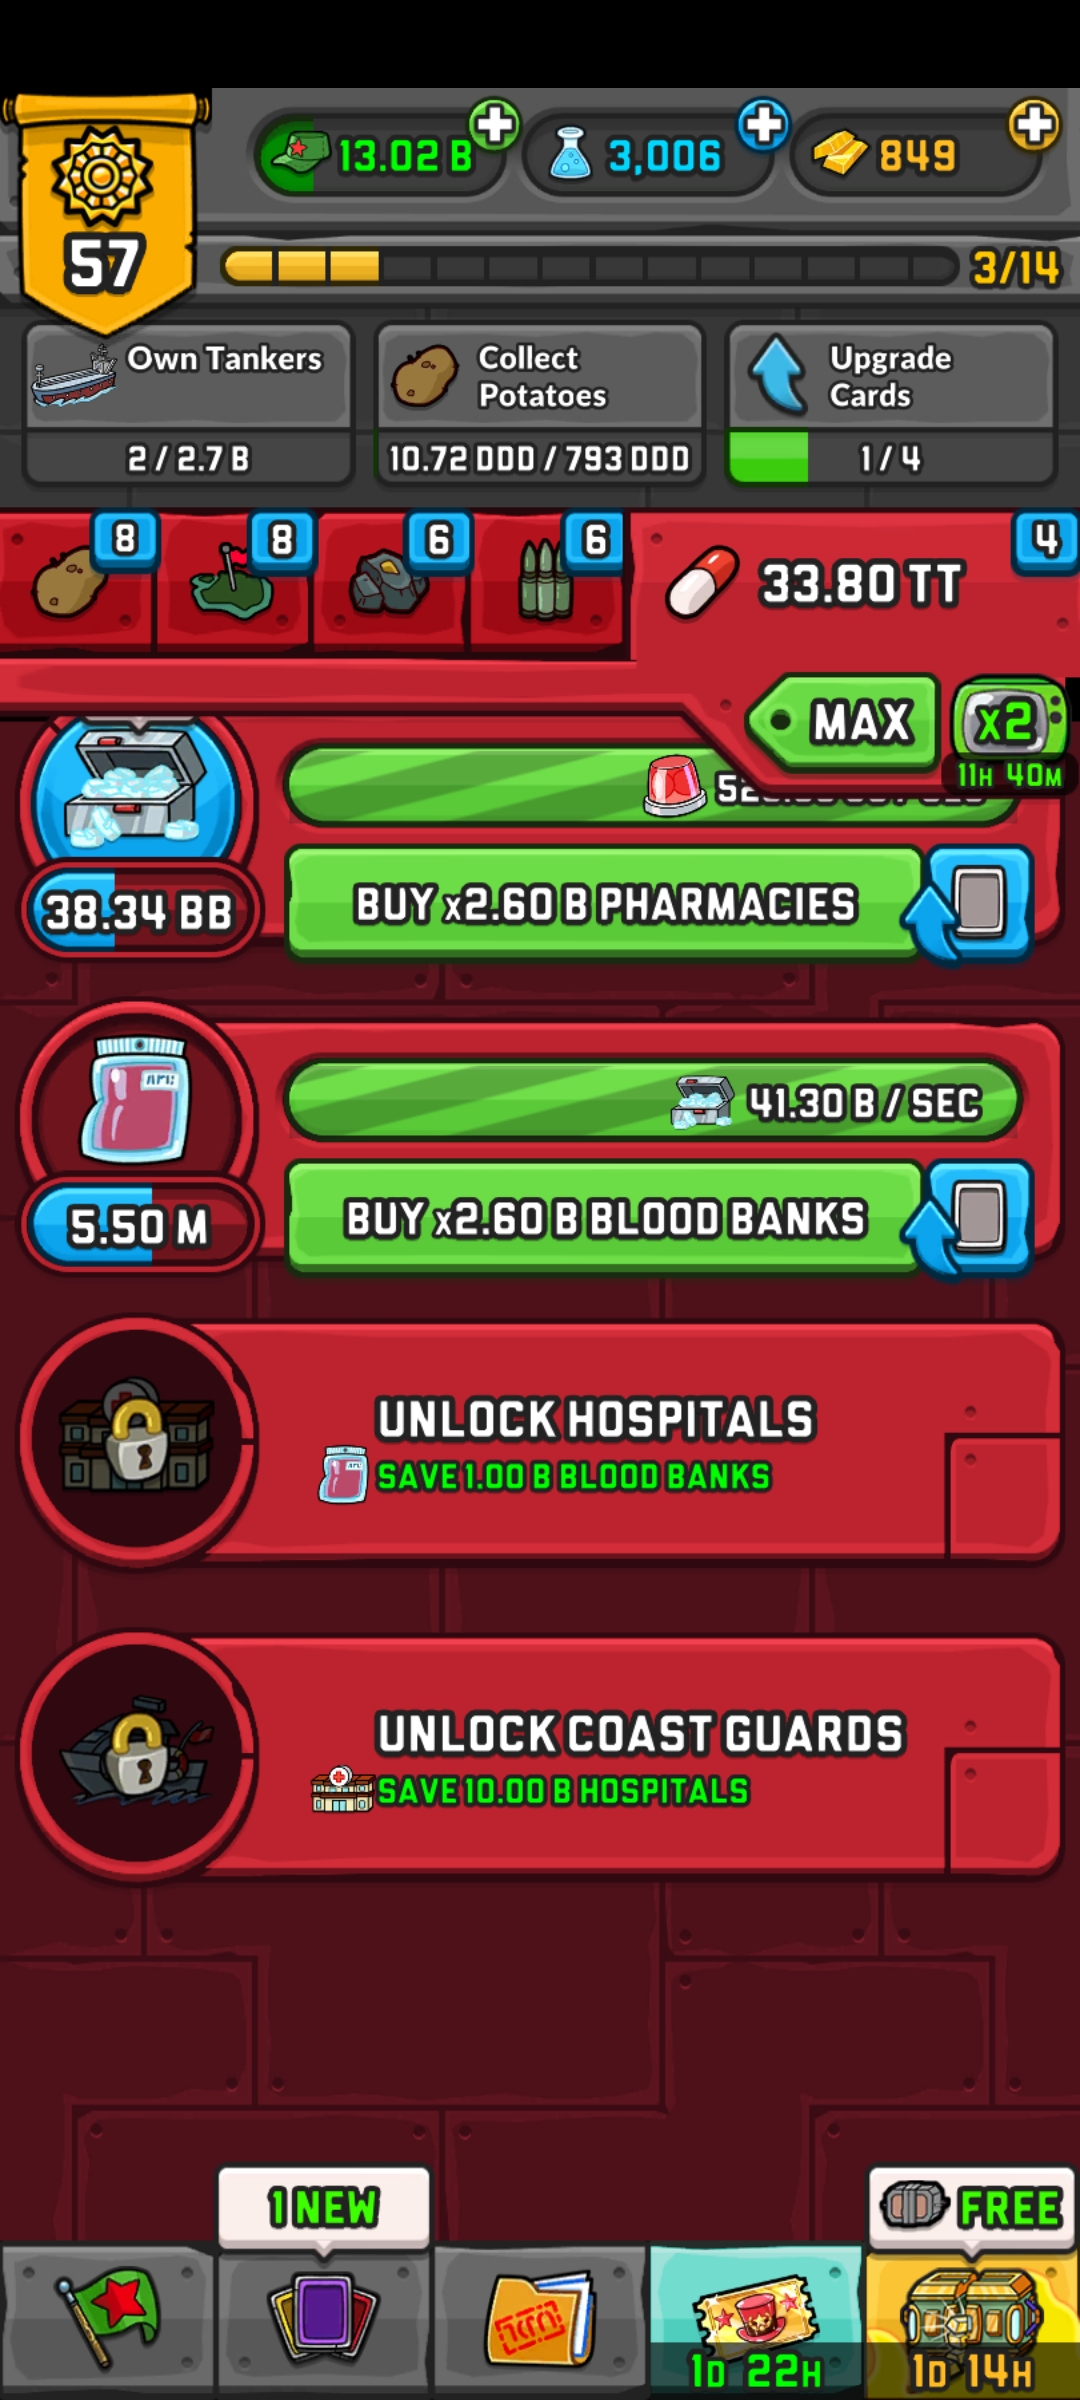 13.02 B
3,006
849
57
3/14
Own Tankers
2 / 2.7 B
Collect
Potatoes
10.72 DDD / 793 DDD
Upgrade
Cards
1 / 4
8
8
6
6
4
33.80 TT
MAX
x2
11H 40M
38.34 BB
BUY x2.60 B PHARMACIES
41.30 B / SEC
5.50 M
BUY x2.60 B BLOOD BANKS
UNLOCK HOSPITALS
SAVE 1.00 B BLOOD BANKS
UNLOCK COAST GUARDS
SAVE 10.00 B HOSPITALS
1 NEW
FREE
1D 22H
1D 14H